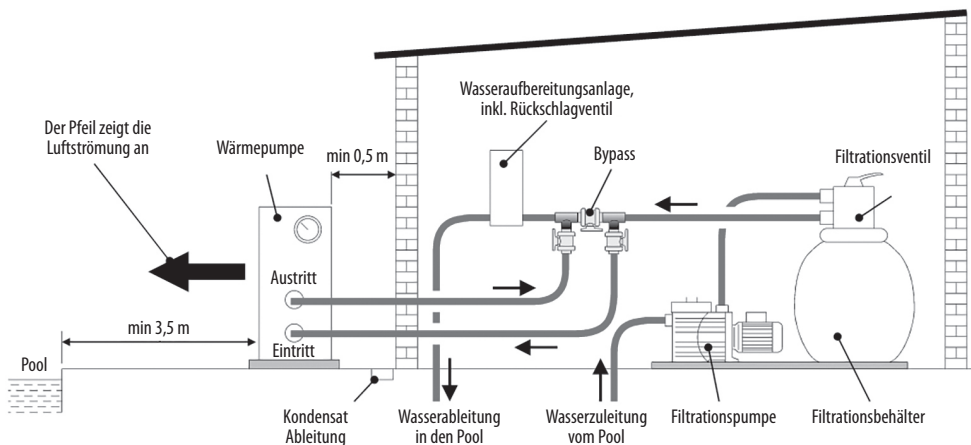 Wasseraufbereitungsanlage,
inkl. Rückschlagventil
Der Pfeil zeigt die
Luftströmung an
Wärmepumpe
min 0,5 m
Bypass
Filtrationsventil
Austritt
min 3,5 m
Eintritt
Pool
Kondensat
Ableitung
Wasserableitung
in den Pool
Wasserzuleitung
vom Pool
Filtrationspumpe
Filtrationsbehälter